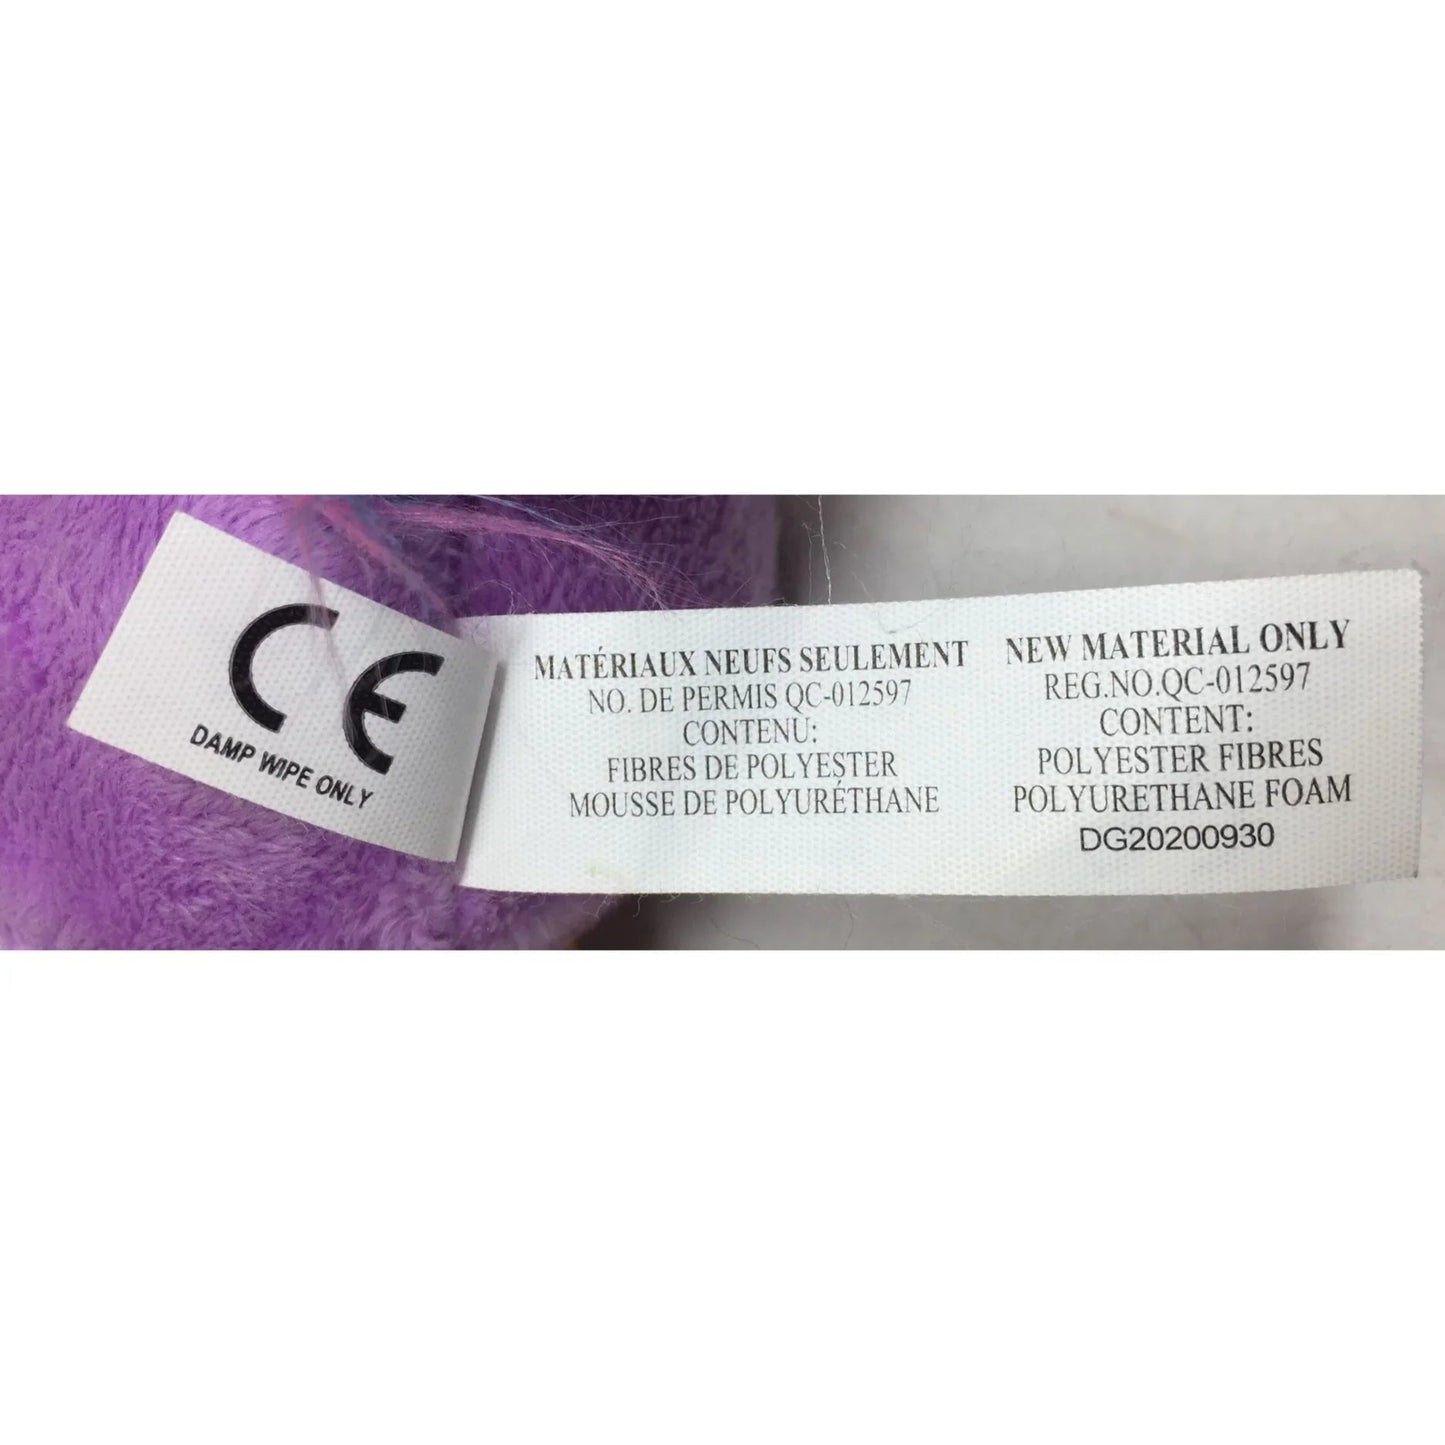 CE
DAMP WIPE ONLY
MATÉRIAUX NEUFS SEULEMENT
NO. DE PERMIS QC-012597
CONTENU:
FIBRES DE POLYESTER
MOUSSE DE POLYURÉTHANE
NEW MATERIAL ONLY
REG.NO.QC-012597
CONTENT:
POLYESTER FIBRES
POLYURETHANE FOAM
DG20200930